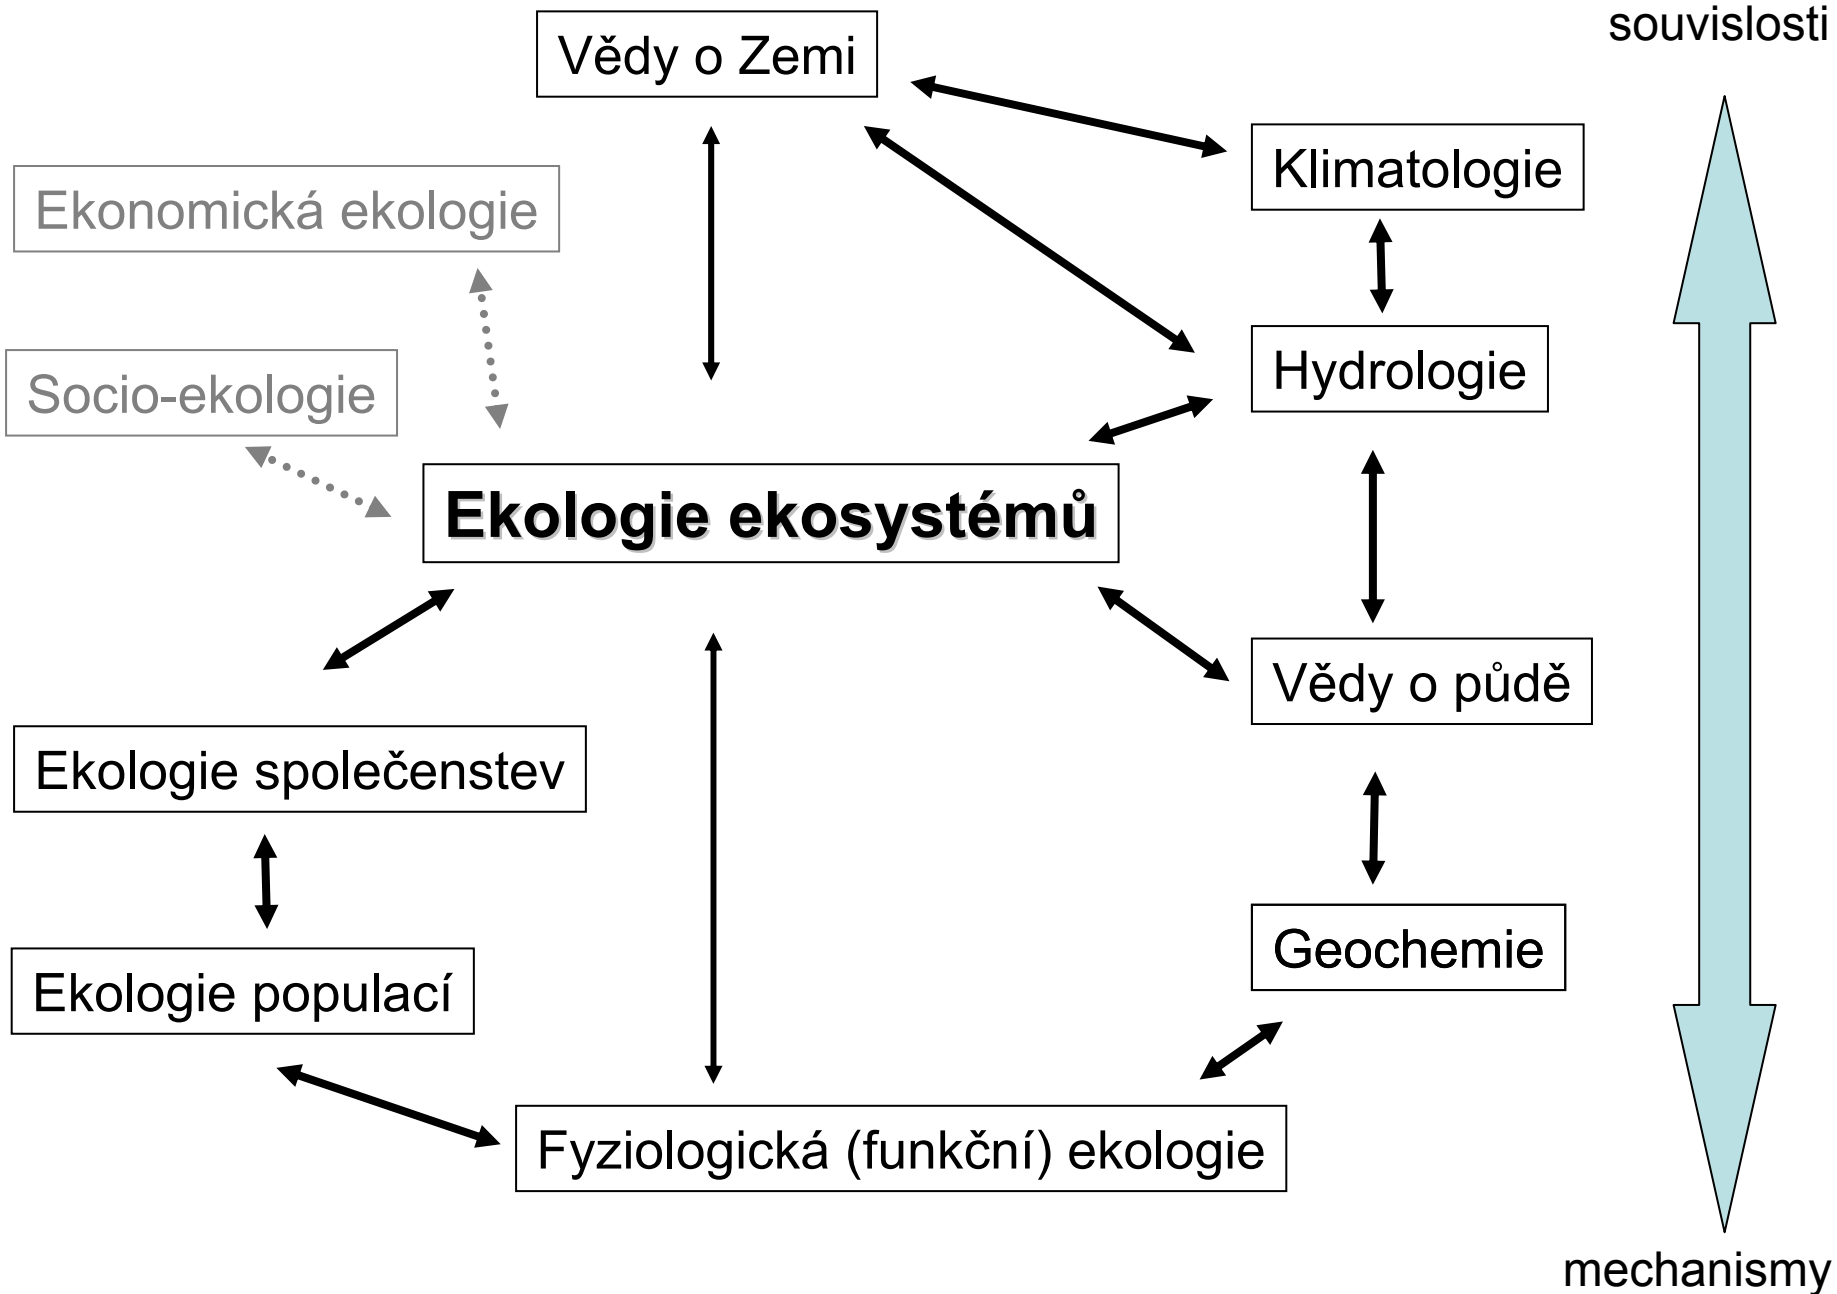 souvislosti
Vědy o Zemi
Klimatologie
Ekonomická ekologie
Hydrologie
Socio-ekologie
Ekologie ekosystémů
Vědy o půdě
Ekologie společenstev
Geochemie
Ekologie populací
Fyziologická (funkční) ekologie
mechanismy